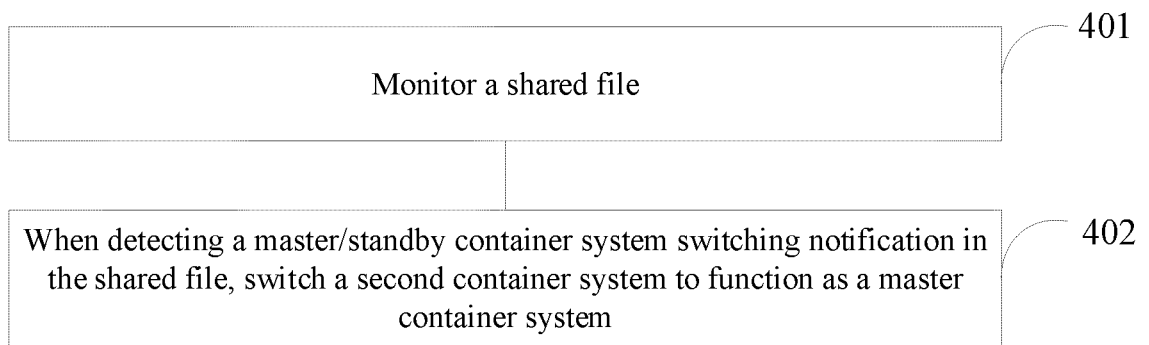 401
Monitor a shared file
402
When detecting a master/standby container system switching notification in
the shared file, switch a second container system to function as a master
container system